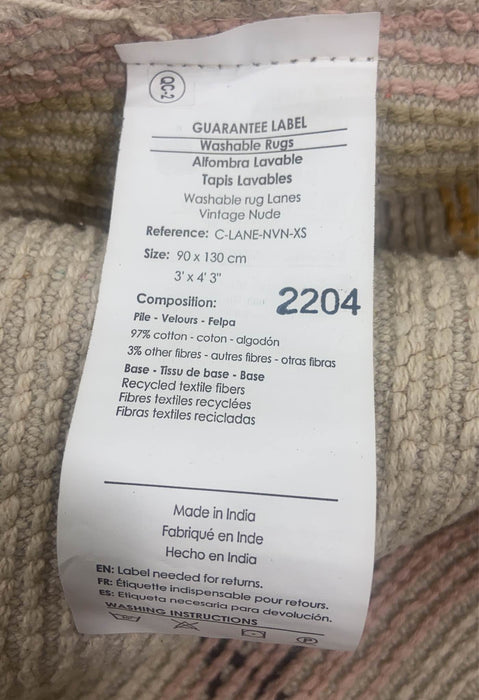 QC-2
GUARANTEE LABEL
Washable Rugs
Alfombra Lavable
Tapis Lavables
Washable rug Lanes
Vintage Nude
Reference: C-LANE-NVN-XS
Size: 90 x 130 cm
3' x 4' 3"
Composition: 2204
Pile - Velours - Felpa
97% cotton - coton - algodón
3% other fibres - autres fibres - otras fibras
Base - Tissu de base - Base
Recycled textile fibers
Fibres textiles recyclées
Fibras textiles recicladas
Made in India
Fabriqué en Inde
Hecho en India
EN: Label needed for returns.
FR: Étiquette indispensable pour retours.
ES: Etiqueta necesaria para devolución.
WASHING INSTRUCTIONS
P